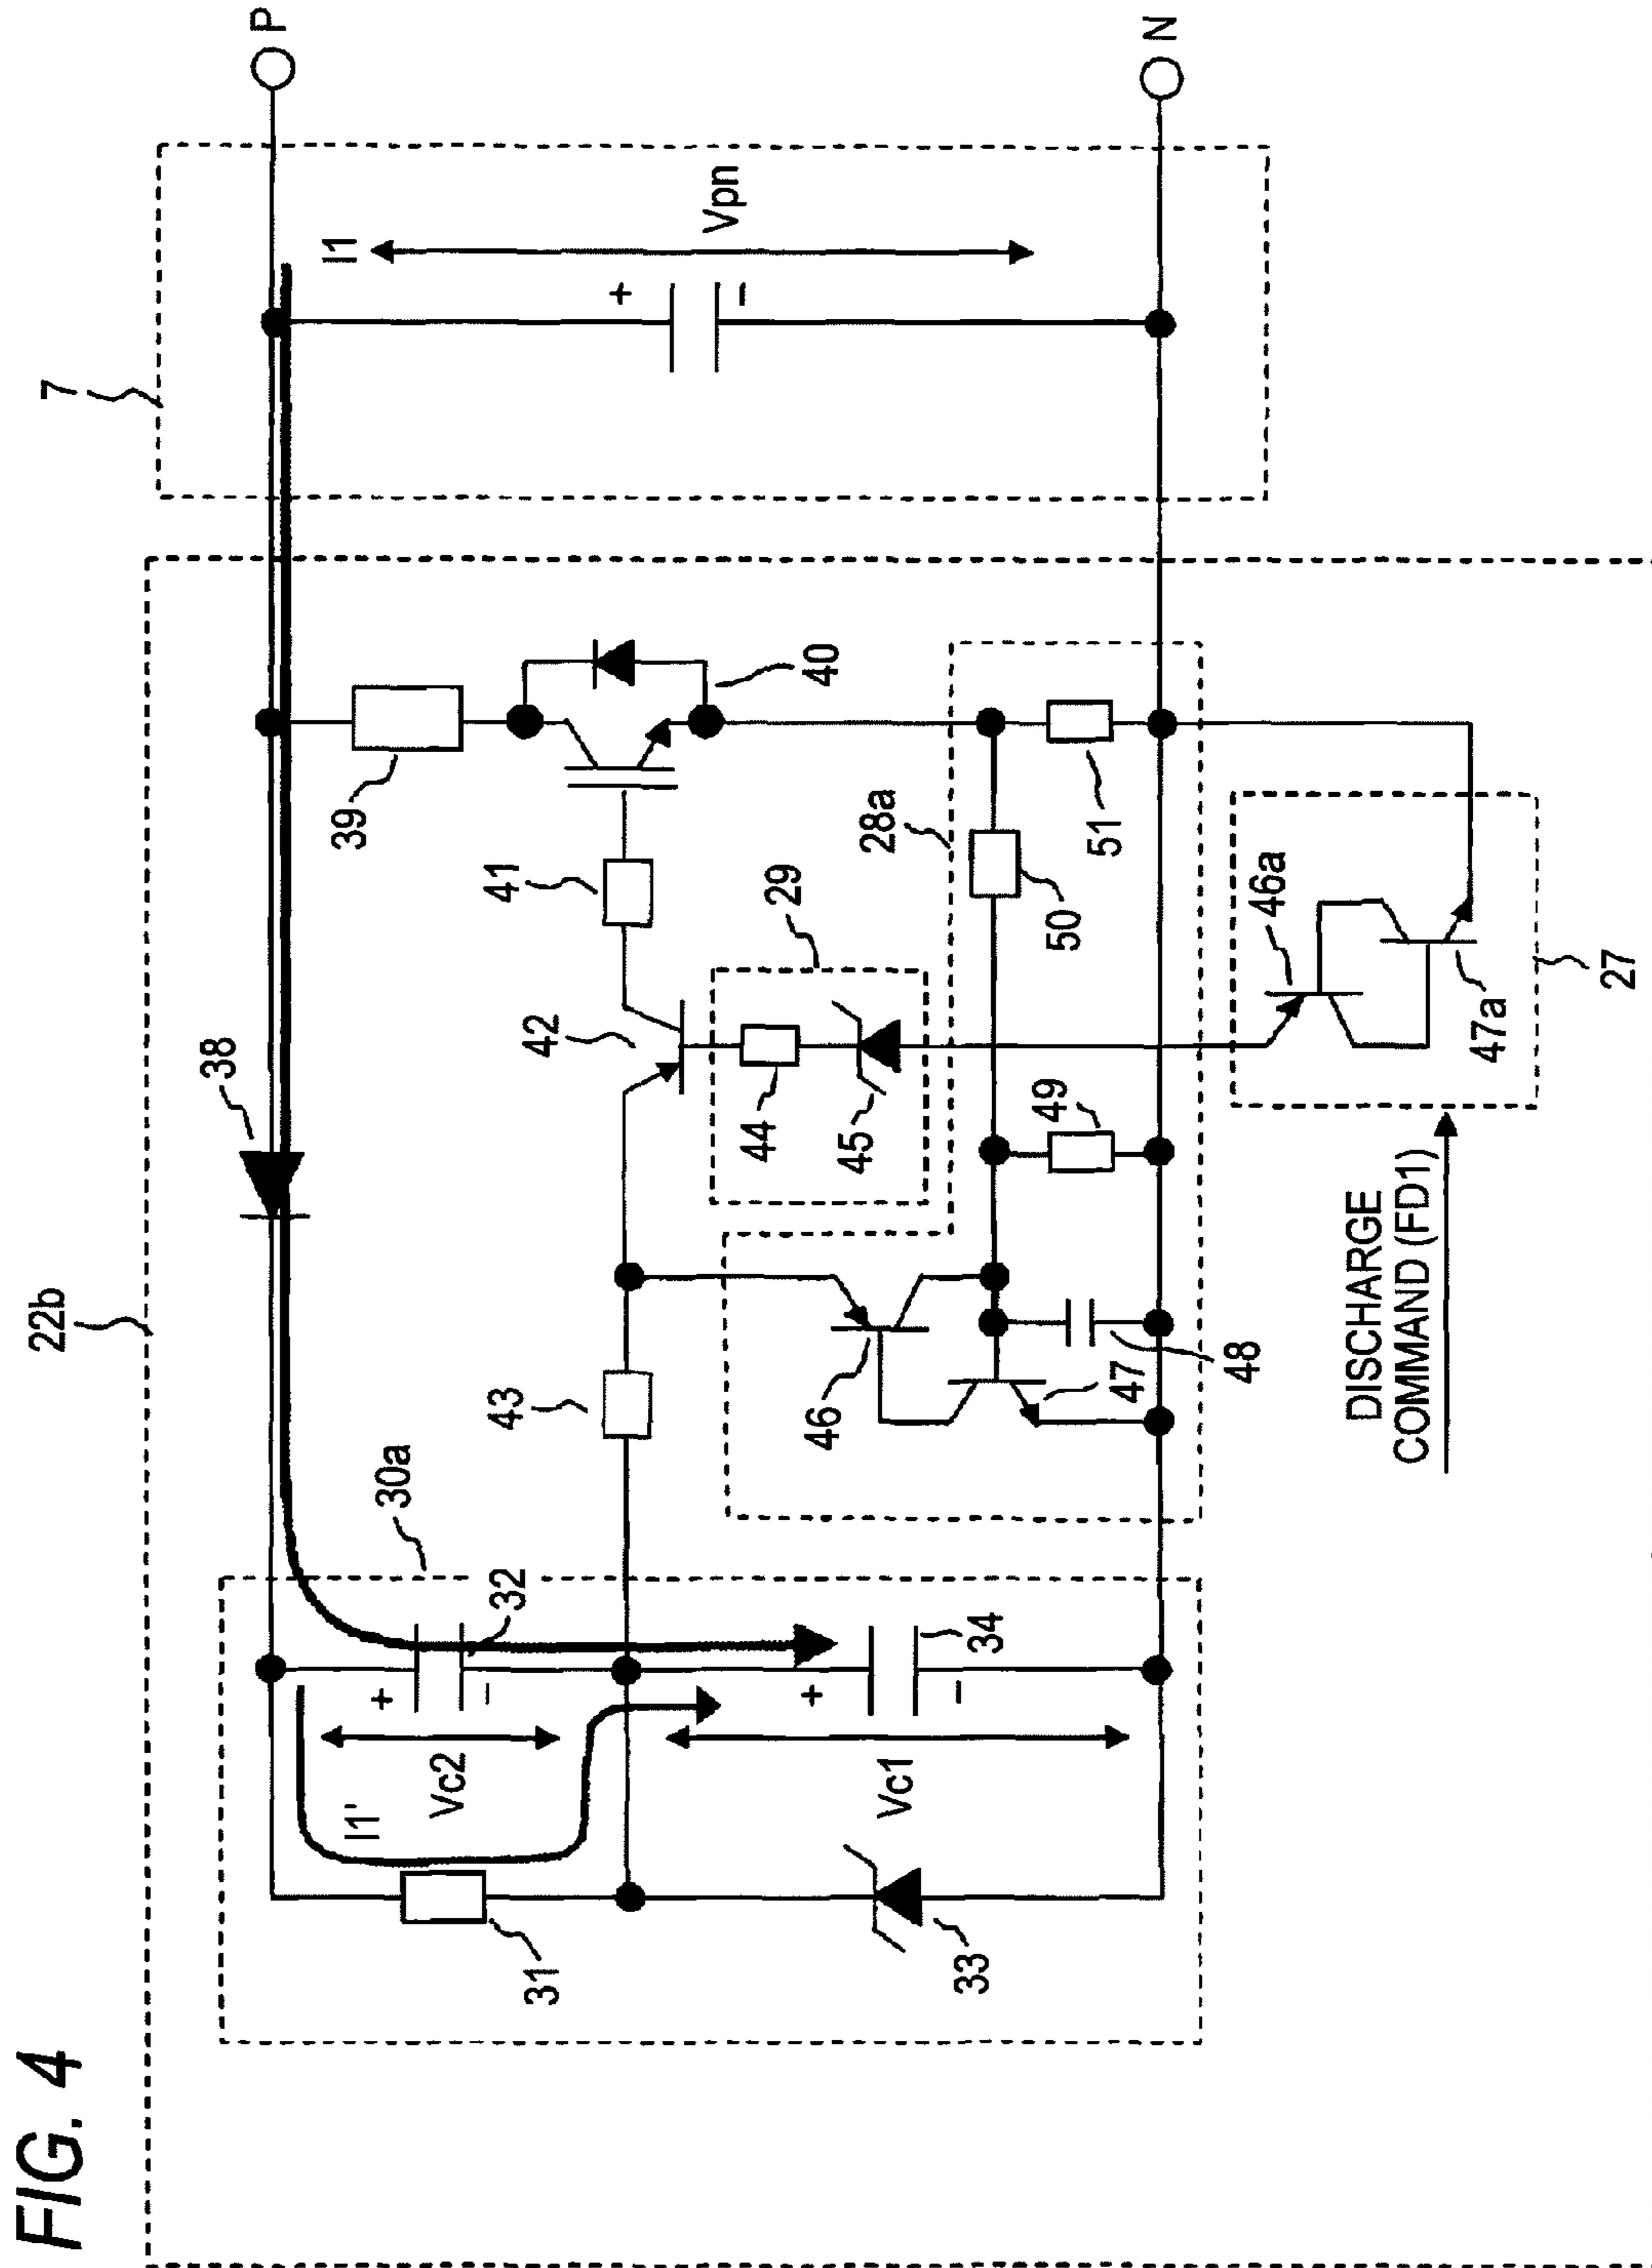 FIG. 4
22b
7
P
N
38
I1
Vpn
+
−
39
40
41
42
43
29
44
45
28a
50
51
49
46
47
48
30a
+
−
32
Vc2
I1'
31
+
−
34
Vc1
33
46a
47a
27
DISCHARGE
COMMAND (FD1)